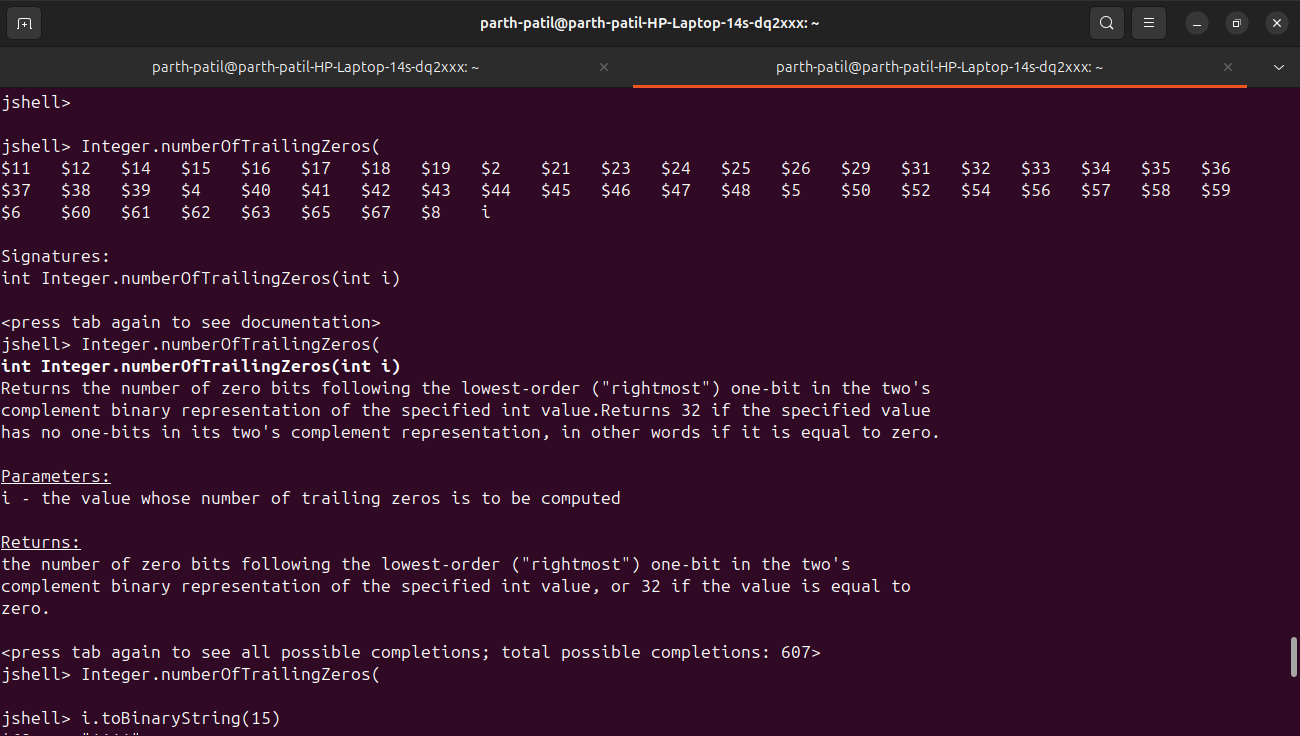 parth-patil@parth-patil-HP-Laptop-14s-dq2xxx: ~
parth-patil@parth-patil-HP-Laptop-14s-dq2xxx: ~
parth-patil@parth-patil-HP-Laptop-14s-dq2xxx: ~
jshell>
jshell> Integer.numberOfTrailingZeros(
$11 $12 $14 $15 $16 $17 $18 $19 $2 $21 $23 $24 $25 $26 $29 $31 $32 $33 $34 $35 $36
$37 $38 $39 $4 $40 $41 $42 $43 $44 $45 $46 $47 $48 $5 $50 $52 $54 $56 $57 $58 $59
$6 $60 $61 $62 $63 $65 $67 $8 i
Signatures:
int Integer.numberOfTrailingZeros(int i)
<press tab again to see documentation>
jshell> Integer.numberOfTrailingZeros(
int Integer.numberOfTrailingZeros(int i)
Returns the number of zero bits following the lowest-order ("rightmost") one-bit in the two's
complement binary representation of the specified int value.Returns 32 if the specified value
has no one-bits in its two's complement representation, in other words if it is equal to zero.
Parameters:
i - the value whose number of trailing zeros is to be computed
Returns:
the number of zero bits following the lowest-order ("rightmost") one-bit in the two's
complement binary representation of the specified int value, or 32 if the value is equal to
zero.
<press tab again to see all possible completions; total possible completions: 607>
jshell> Integer.numberOfTrailingZeros(
jshell> i.toBinaryString(15)